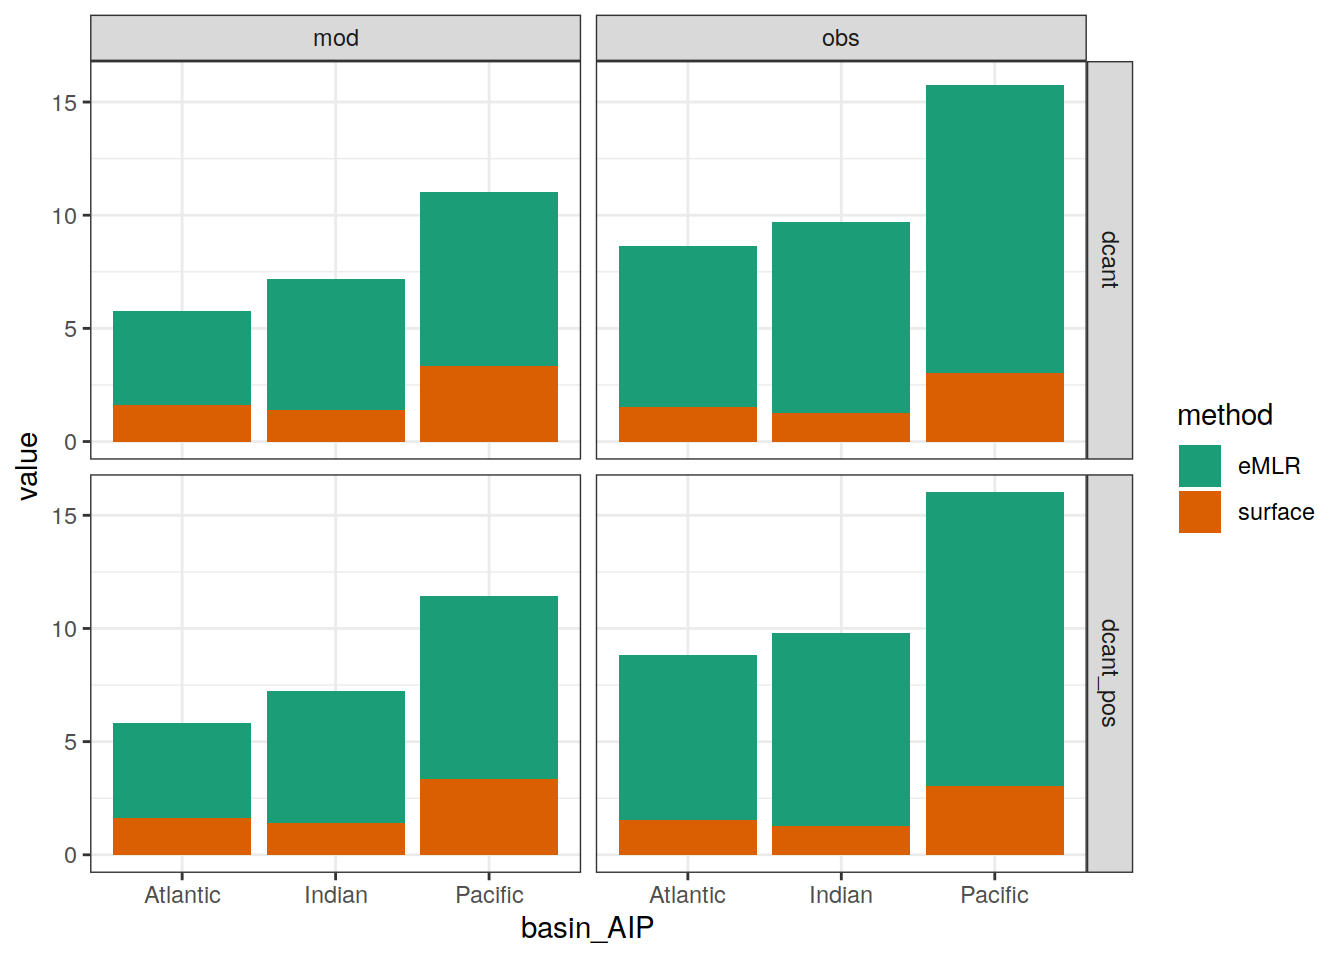 mod
obs
15
10
5
0
dcant
15
10
5
0
dcant_pos
Atlantic
Indian
Pacific
Atlantic
Indian
Pacific
basin_AIP
value
method
eMLR
surface